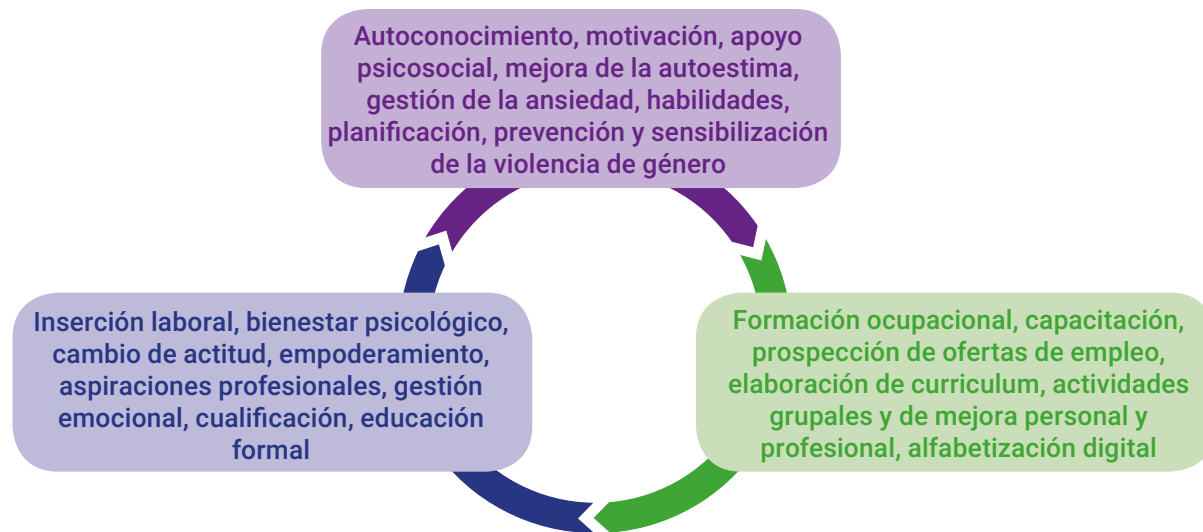 Autoconocimiento, motivación, apoyo
psicosocial, mejora de la autoestima,
gestión de la ansiedad, habilidades,
planificación, prevención y sensibilización
de la violencia de género
Inserción laboral, bienestar psicológico,
cambio de actitud, empoderamiento,
aspiraciones profesionales, gestión
emocional, cualificación, educación
formal
Formación ocupacional, capacitación,
prospección de ofertas de empleo,
elaboración de curriculum, actividades
grupales y de mejora personal y
profesional, alfabetización digital